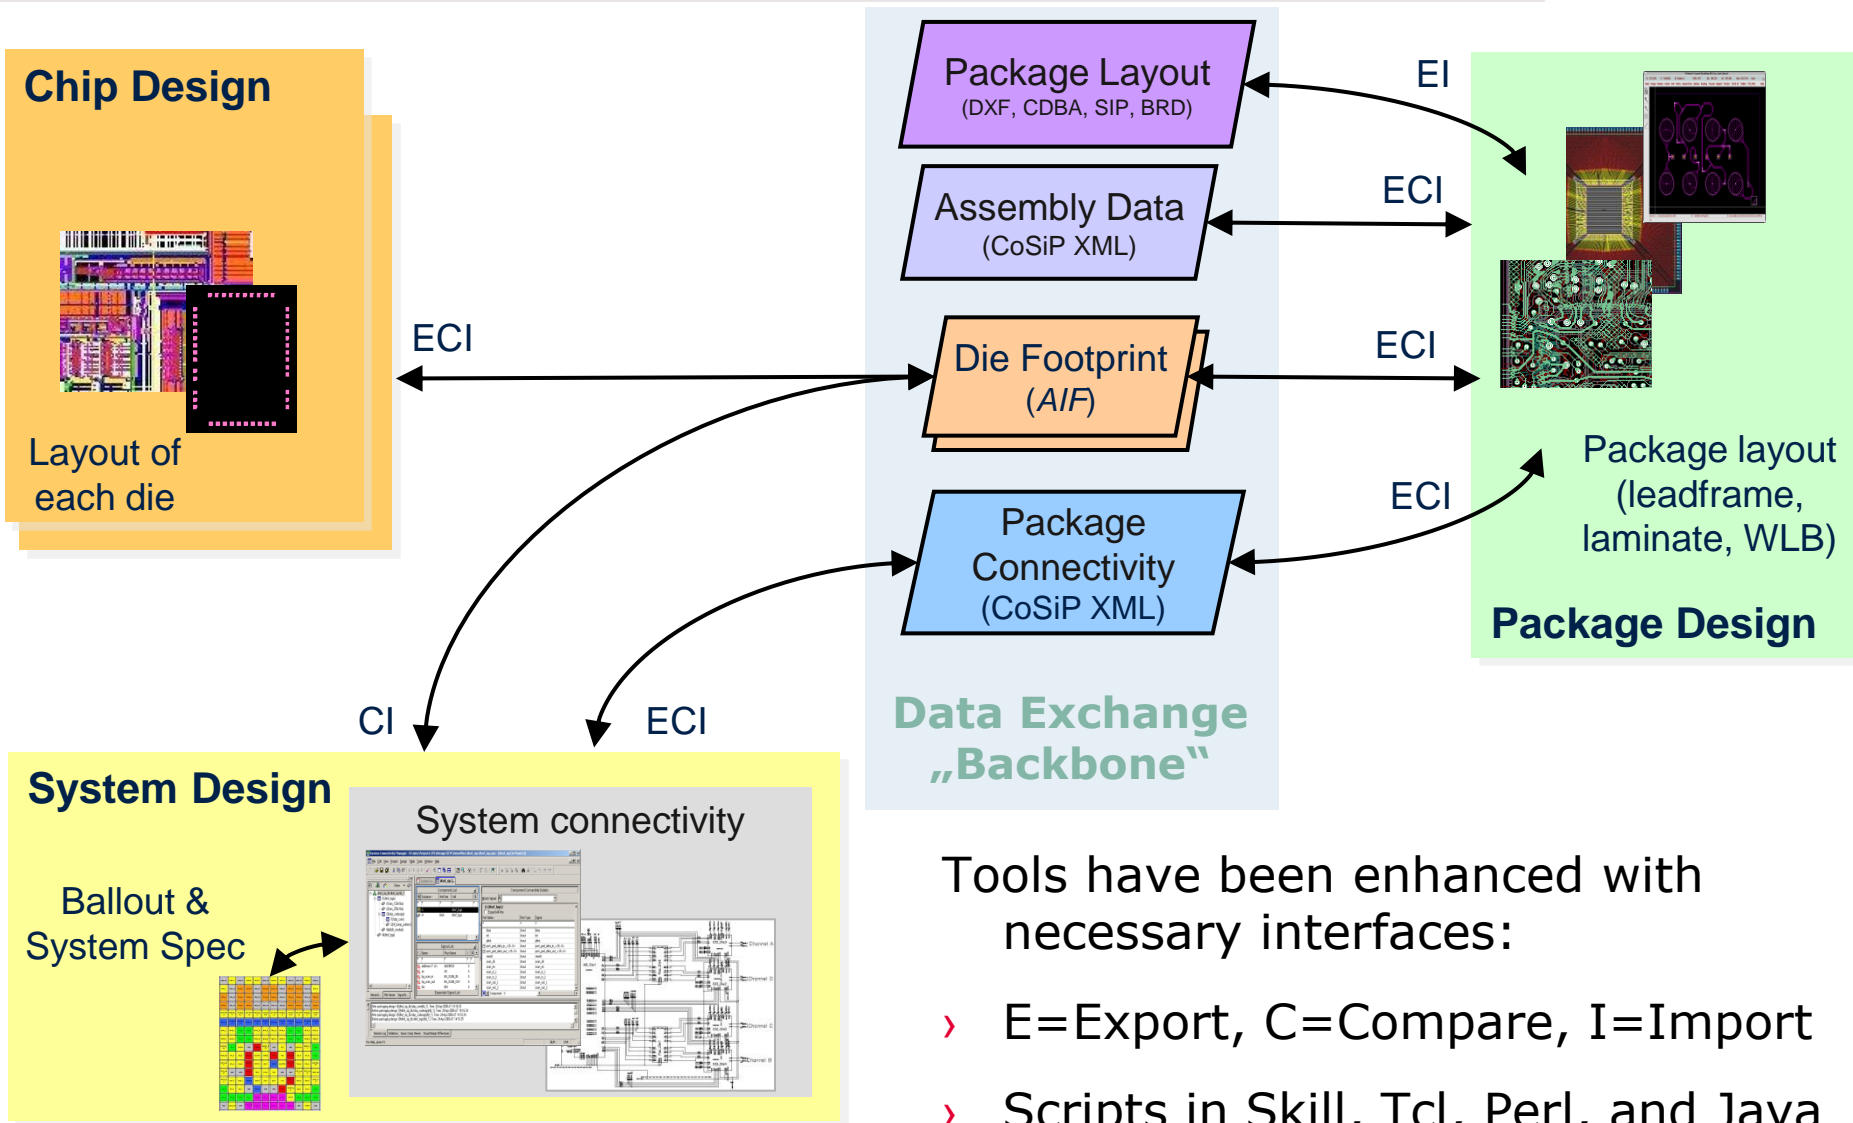 Chip Design
Layout of
each die
ECI
Package Layout
(DXF, CDBA, SIP, BRD)
Assembly Data
(CoSiP XML)
Die Footprint
(AIF)
Package
Connectivity
(CoSiP XML)
Data Exchange
„Backbone“
EI
ECI
ECI
ECI
Package layout
(leadframe,
laminate, WLB)
Package Design
CI
ECI
System Design
System connectivity
Ballout &
System Spec
Channel A
Channel C
Channel B
Tools have been enhanced with
necessary interfaces:
› E=Export, C=Compare, I=Import
› Scripts in Skill, Tcl, Perl, and Java